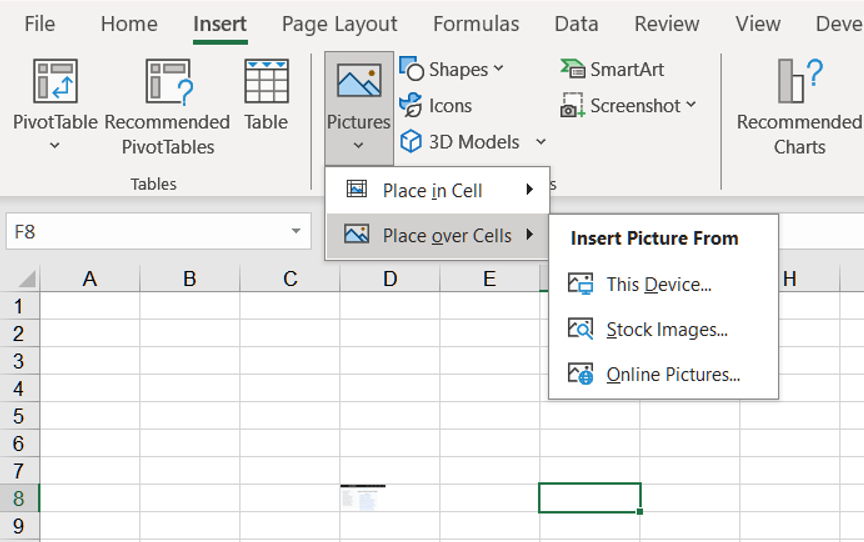 File Home Insert Page Layout Formulas Data Review View Deve
PivotTable
Recommended
PivotTables
Table
Tables
Pictures
Shapes
Icons
3D Models
SmartArt
Screenshot
Recommended
Charts
s
Place in Cell
Place over Cells
Insert Picture From
This Device...
Stock Images...
Online Pictures...
F8
A B C D E H
1
2
3
4
5
6
7
8
9